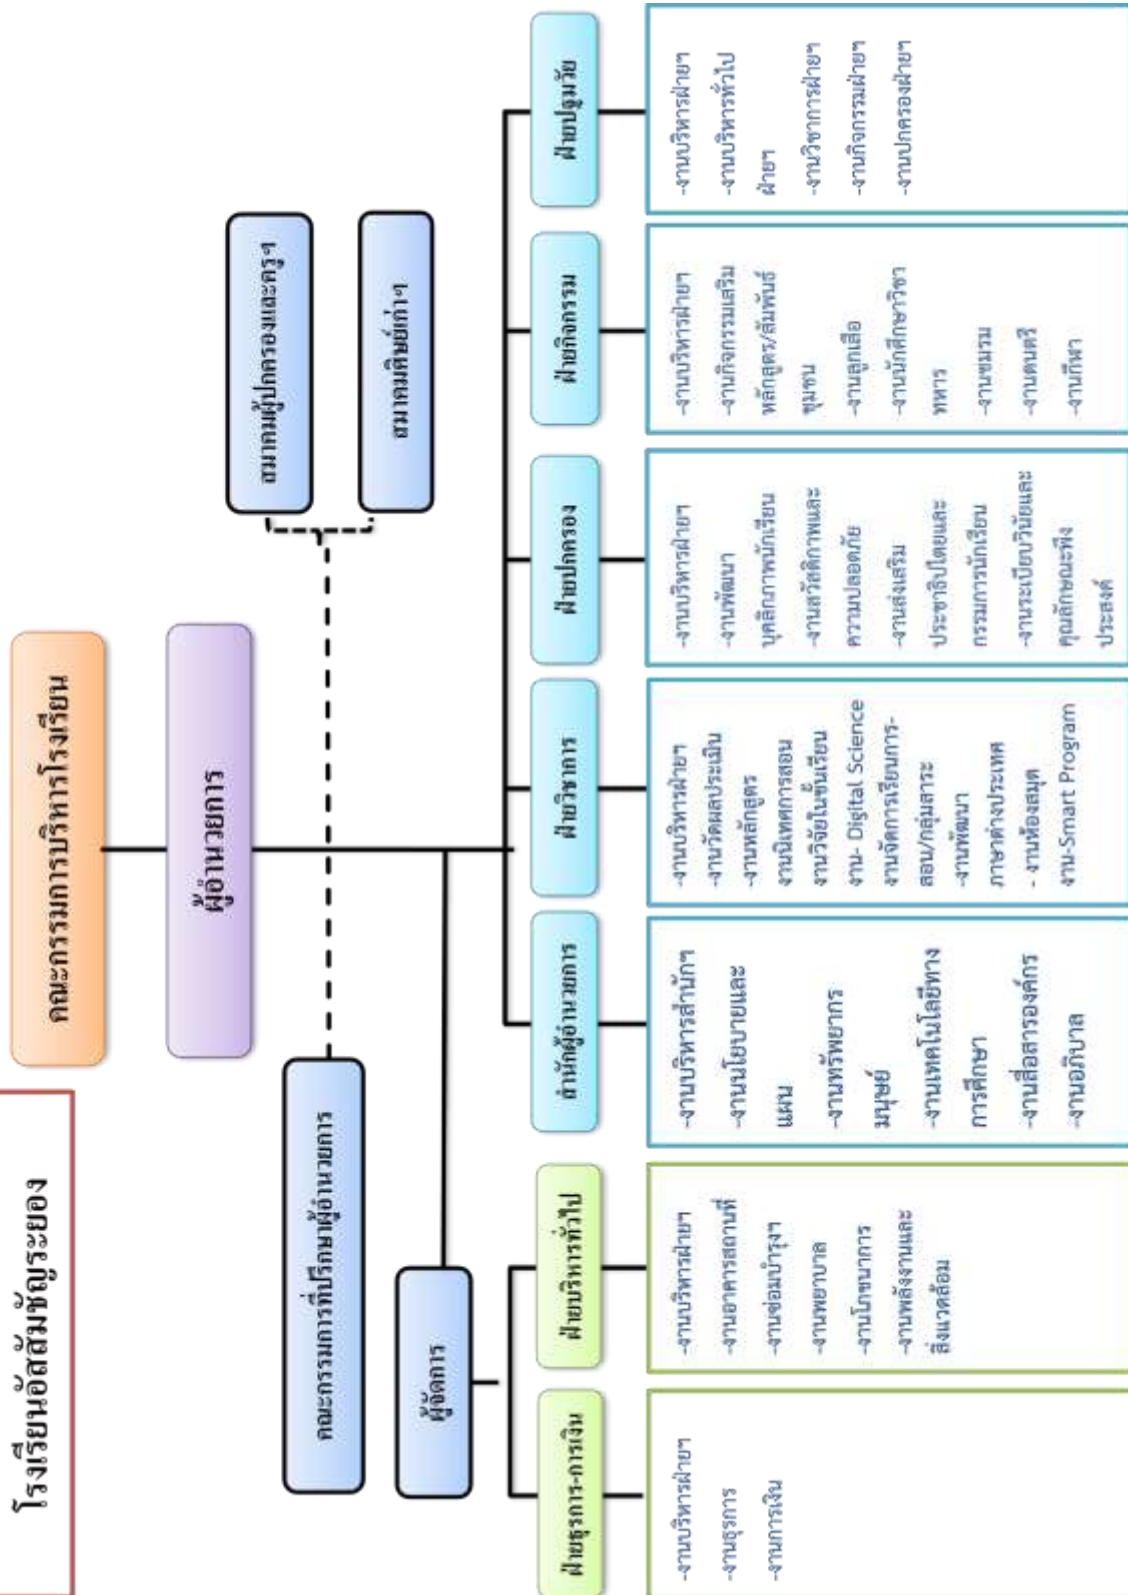 โรงเรียนอัสสัมชัญระยอง
คณะกรรมการบริหารโรงเรียน
ผู้อำนวยการ
สมาคมผู้ปกครองและครูฯ
คณะกรรมการที่ปรึกษาผู้อำนวยการ
สมาคมศิษย์เก่าฯ
ผู้จัดการ
ฝ่ายธุรการ-การเงิน
-งานบริหารฝ่ายฯ
-งานธุรการ
-งานการเงิน
ฝ่ายบริหารทั่วไป
-งานบริหารฝ่ายฯ
-งานอาคารสถานที่
-งานซ่อมบำรุงฯ
-งานพยาบาล
-งานโภชนาการ
-งานพลังงานและ
สิ่งแวดล้อม
สำนักผู้อำนวยการ
-งานบริหารสำนักฯ
-งานนโยบายและ
แผน
-งานทรัพยากร
มนุษย์
-งานเทคโนโลยีทาง
การศึกษา
-งานสื่อสารองค์กร
-งานอภิบาล
ฝ่ายวิชาการ
-งานบริหารฝ่ายฯ
-งานวัดผลประเมิน
-งานหลักสูตร
งานนิเทศการสอน
งานวิจัยในชั้นเรียน
งาน- Digital Science
งานจัดการเรียนการ-
สอน/กลุ่มสาระ
-งานพัฒนา
ภาษาต่างประเทศ
- งานห้องสมุด
งาน-Smart Program
ฝ่ายปกครอง
-งานบริหารฝ่ายฯ
-งานพัฒนา
บุคลิกภาพนักเรียน
-งานสวัสดิภาพและ
ความปลอดภัย
-งานส่งเสริม
ประชาธิปไตยและ
กรรมการนักเรียน
-งานระเบียบวินัยและ
คุณลักษณะพึง
ประสงค์
ฝ่ายกิจกรรม
-งานบริหารฝ่ายฯ
-งานกิจกรรมเสริม
หลักสูตร/สัมพันธ์
ชุมชน
-งานลูกเสือ
-งานนักศึกษาวิชา
ทหาร
-งานชมรม
-งานดนตรี
-งานกีฬา
ฝ่ายปฐมวัย
-งานบริหารฝ่ายฯ
-งานบริหารทั่วไป
ฝ่ายฯ
-งานวิชาการฝ่ายฯ
-งานกิจกรรมฝ่ายฯ
-งานปกครองฝ่ายฯ